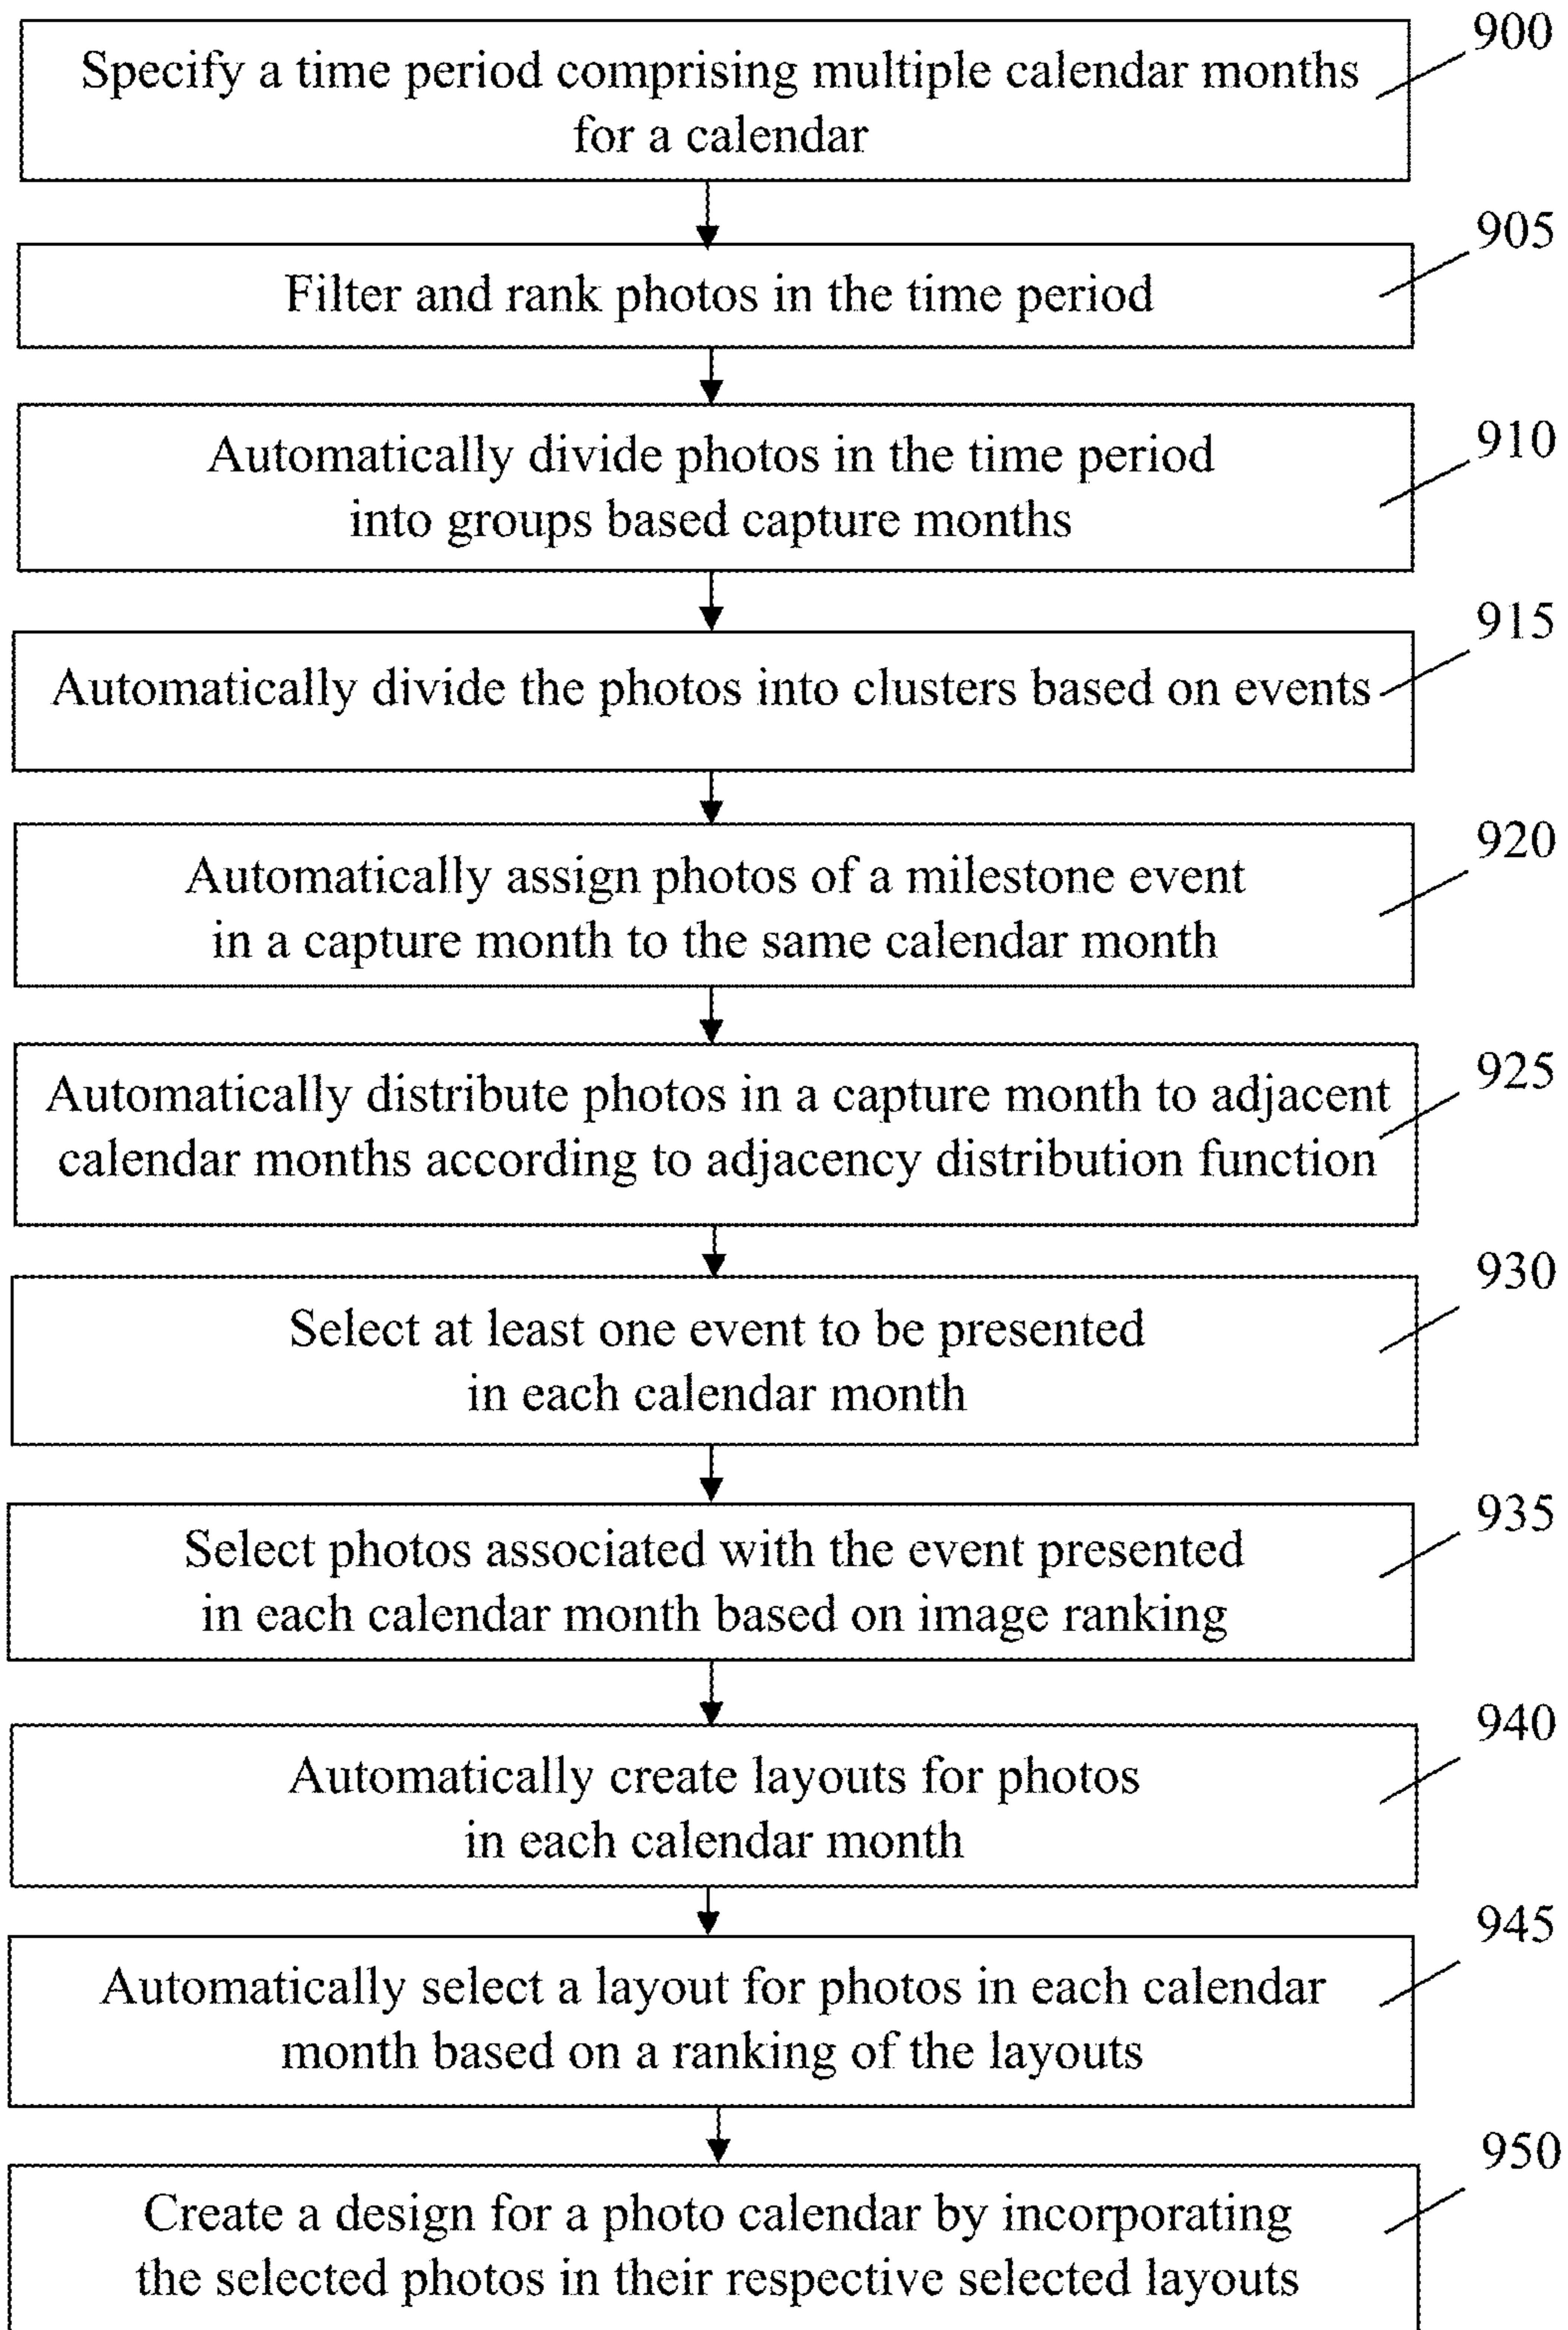 900
Specify a time period comprising multiple calendar months
for a calendar
905
Filter and rank photos in the time period
910
Automatically divide photos in the time period
into groups based capture months
915
Automatically divide the photos into clusters based on events
920
Automatically assign photos of a milestone event
in a capture month to the same calendar month
925
Automatically distribute photos in a capture month to adjacent
calendar months according to adjacency distribution function
930
Select at least one event to be presented
in each calendar month
935
Select photos associated with the event presented
in each calendar month based on image ranking
940
Automatically create layouts for photos
in each calendar month
945
Automatically select a layout for photos in each calendar
month based on a ranking of the layouts
950
Create a design for a photo calendar by incorporating
the selected photos in their respective selected layouts